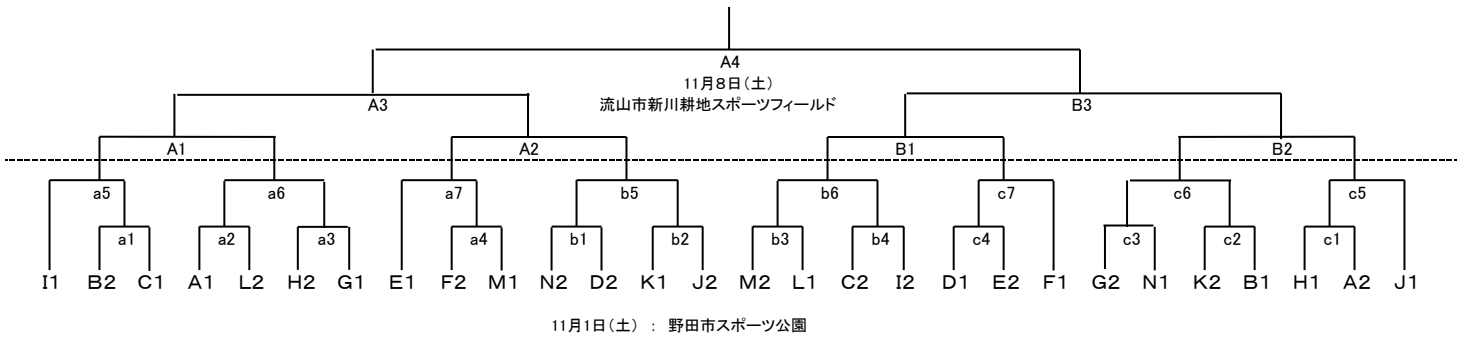 A4
11月8日(土)
流山市新川耕地スポーツフィールド
A3 B3
A1 A2 B1 B2
a5 a6 a7 b5 b6 c7 c6 c5
a1 a2 a3 a4 b1 b2 b3 b4 c4 c3 c2 c1
I1 B2 C1 A1 L2 H2 G1 E1 F2 M1 N2 D2 K1 J2 M2 L1 C2 I2 D1 E2 F1 G2 N1 K2 B1 H1 A2 J1
11月1日(土) : 野田市スポーツ公園